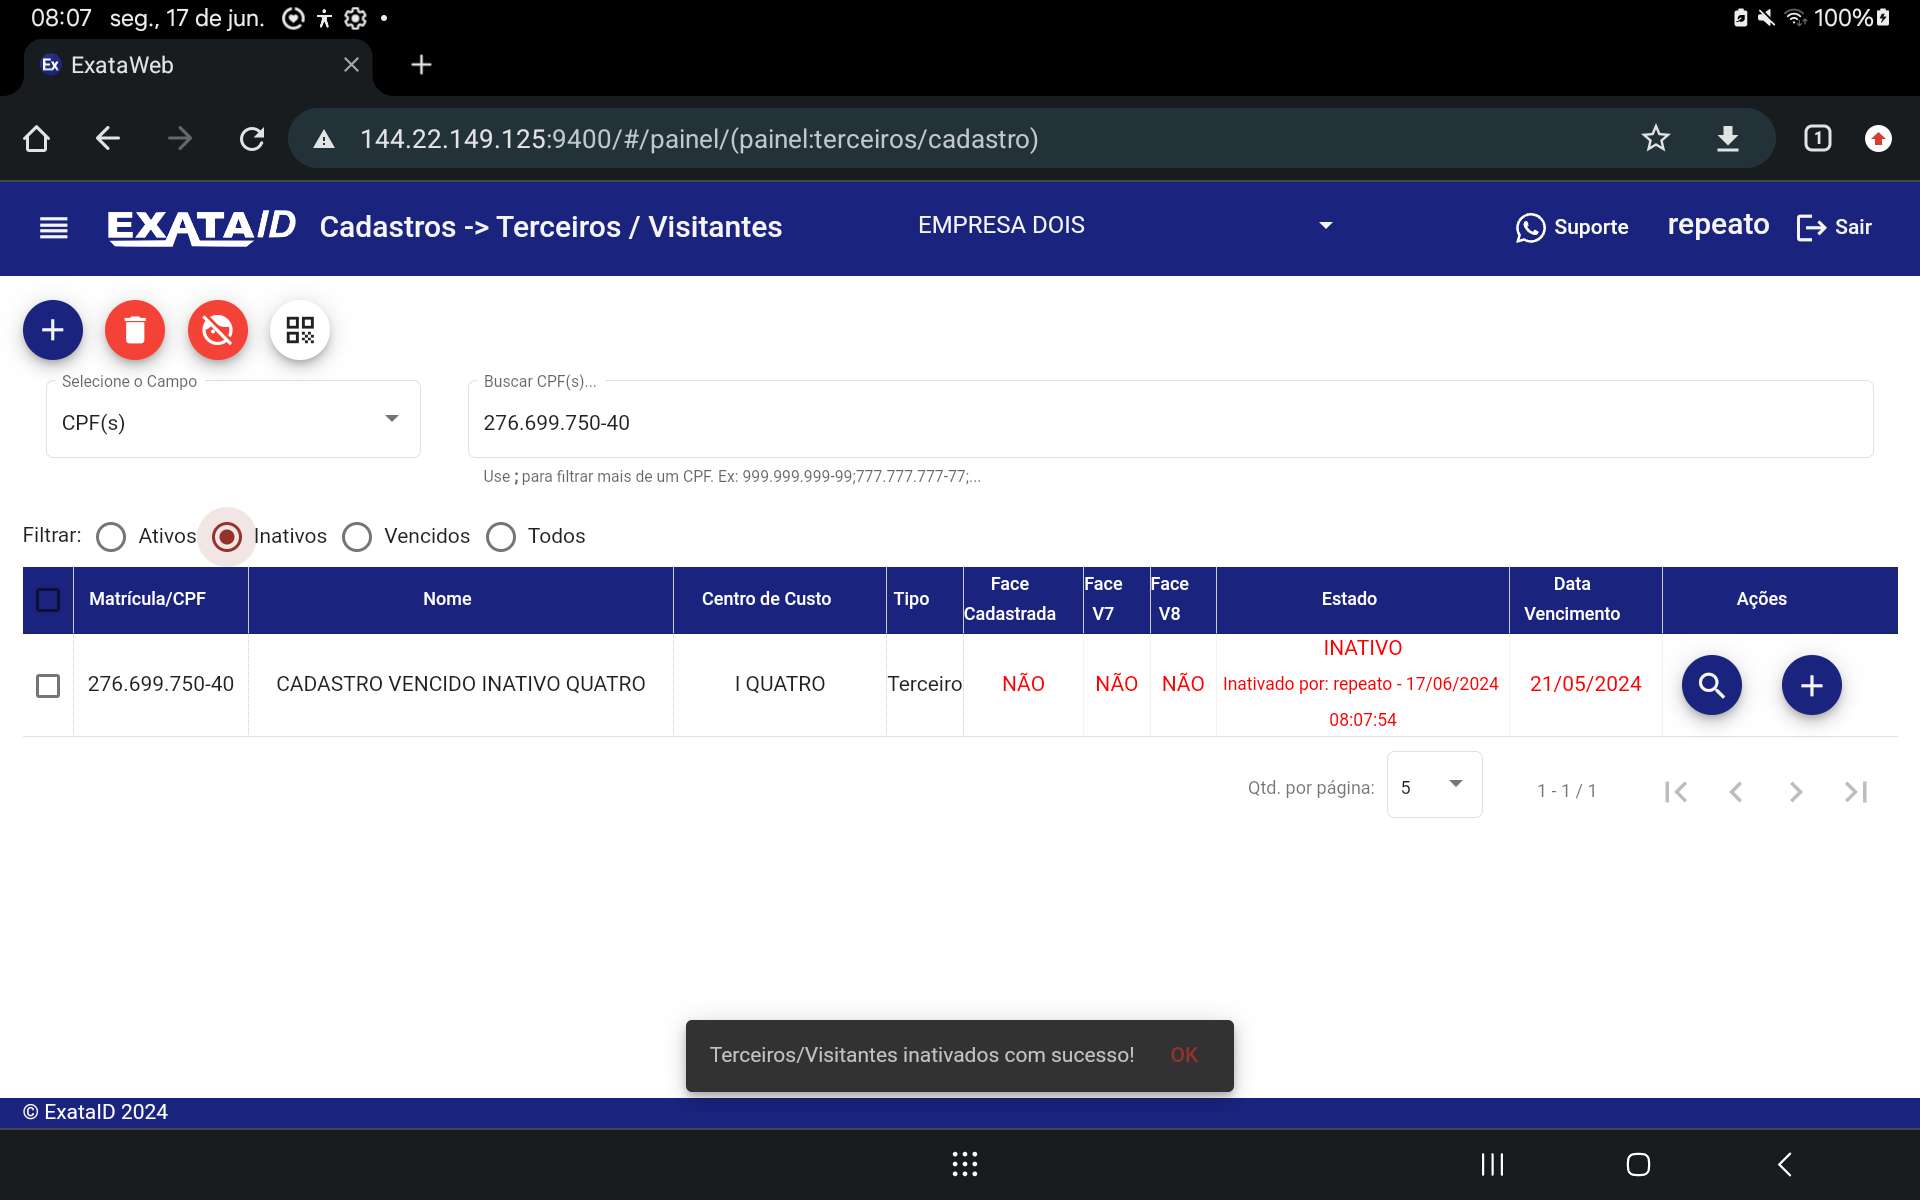 08:07 seg., 17 de jun. 100%
Ex ExataWeb
144.22.149.125:9400/#/painel/(painel:terceiros/cadastro) 1
EXATAID Cadastros -> Terceiros / Visitantes EMPRESA DOIS Suporte repeato Sair
Selecione o Campo Buscar CPF(s)...
CPF(s) 276.699.750-40
Use ; para filtrar mais de um CPF. Ex: 999.999.999-99;777.777.777-77;...
Filtrar: Ativos Inativos Vencidos Todos
Matrícula/CPF Nome Centro de Custo Tipo Face Cadastrada Face V7 Face V8 Estado Data Vencimento Ações
276.699.750-40 CADASTRO VENCIDO INATIVO QUATRO I QUATRO Terceiro NÃO NÃO NÃO INATIVO Inativado por: repeato - 17/06/2024 08:07:54 21/05/2024
Qtd. por página: 5 1 - 1 / 1
Terceiros/Visitantes inativados com sucesso! OK
© ExataID 2024